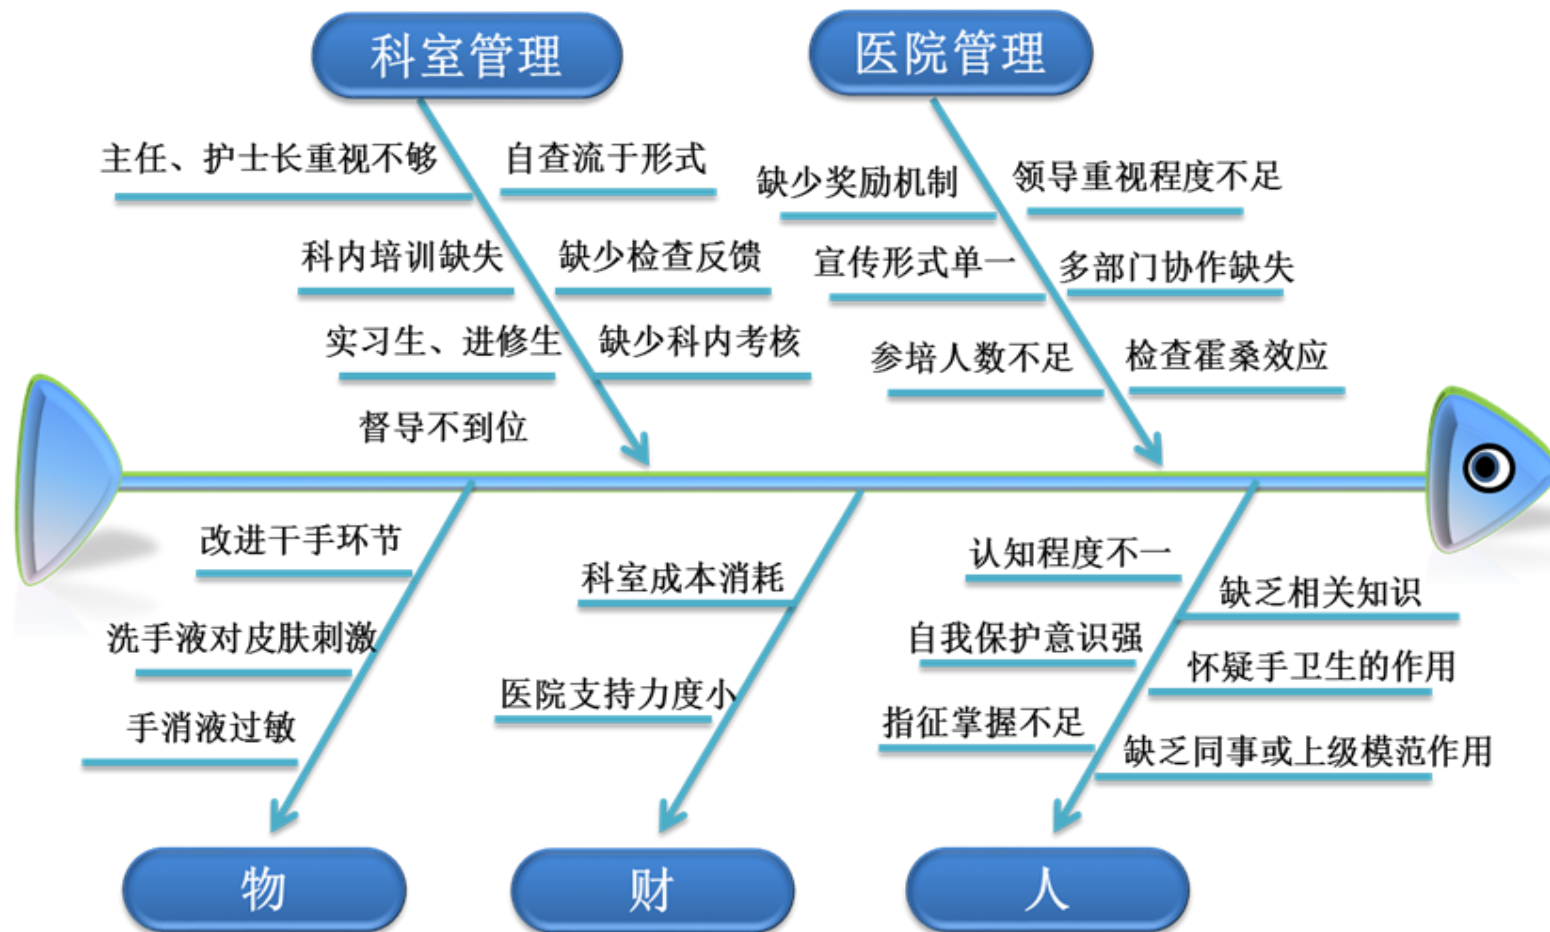 科室管理
医院管理
主任、护士长重视不够
自查流于形式
科内培训缺失
缺少检查反馈
实习生、进修生
缺少科内考核
督导不到位
缺少奖励机制
领导重视程度不足
宣传形式单一
多部门协作缺失
参培人数不足
检查霍桑效应
改进干手环节
洗手液对皮肤刺激
手消液过敏
科室成本消耗
医院支持力度小
认知程度不一
缺乏相关知识
自我保护意识强
怀疑手卫生的作用
指征掌握不足
缺乏同事或上级模范作用
物
财
人